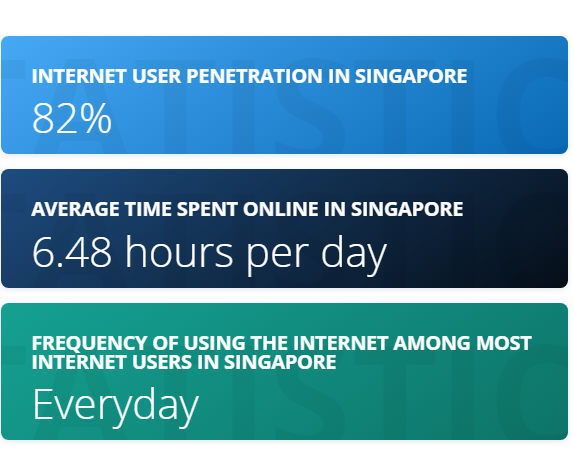 INTERNET USER PENETRATION IN SINGAPORE
82%
AVERAGE TIME SPENT ONLINE IN SINGAPORE
6.48 hours per day
FREQUENCY OF USING THE INTERNET AMONG MOST
INTERNET USERS IN SINGAPORE
Everyday